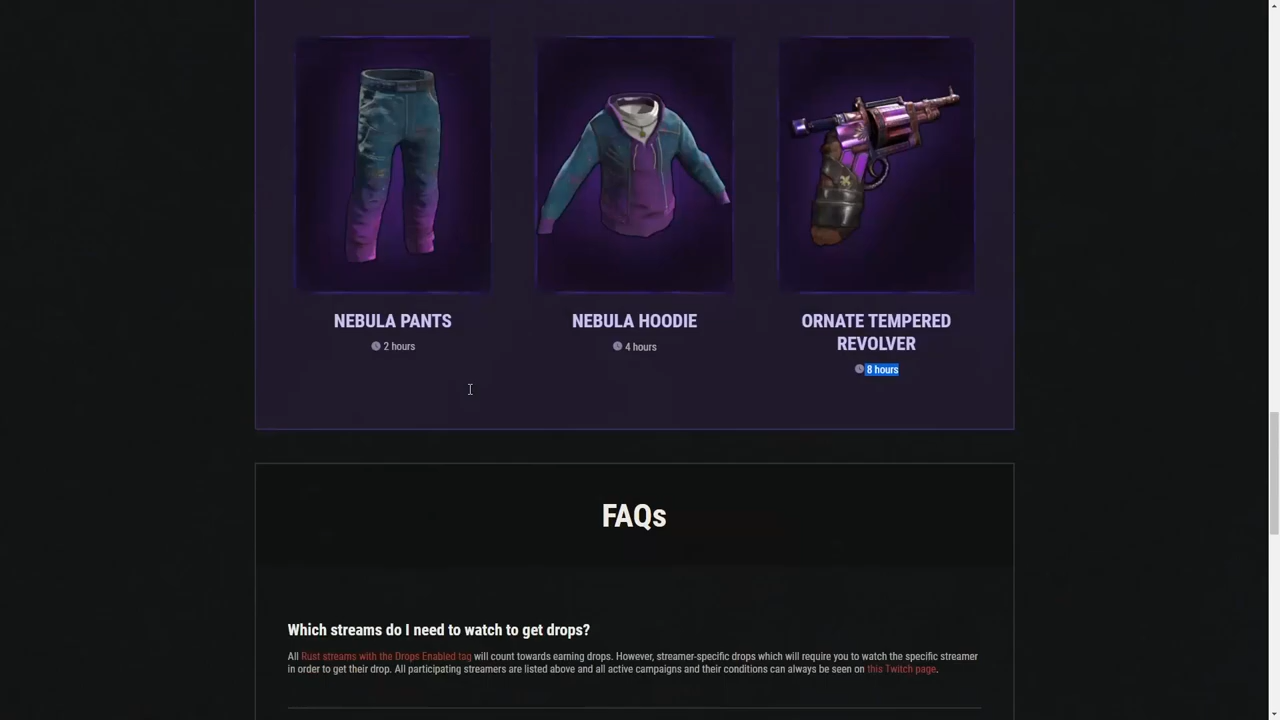 NEBULA PANTS
2 hours
NEBULA HOODIE
4 hours
ORNATE TEMPERED
REVOLVER
8 hours
FAQs
Which streams do I need to watch to get drops?
All Rust streams with the Drops Enabled tag will count towards earning drops. However, streamer-specific drops which will require you to watch the specific streamer
in order to get their drop. All participating streamers are listed above and all active campaigns and their conditions can always be seen on this Twitch page.